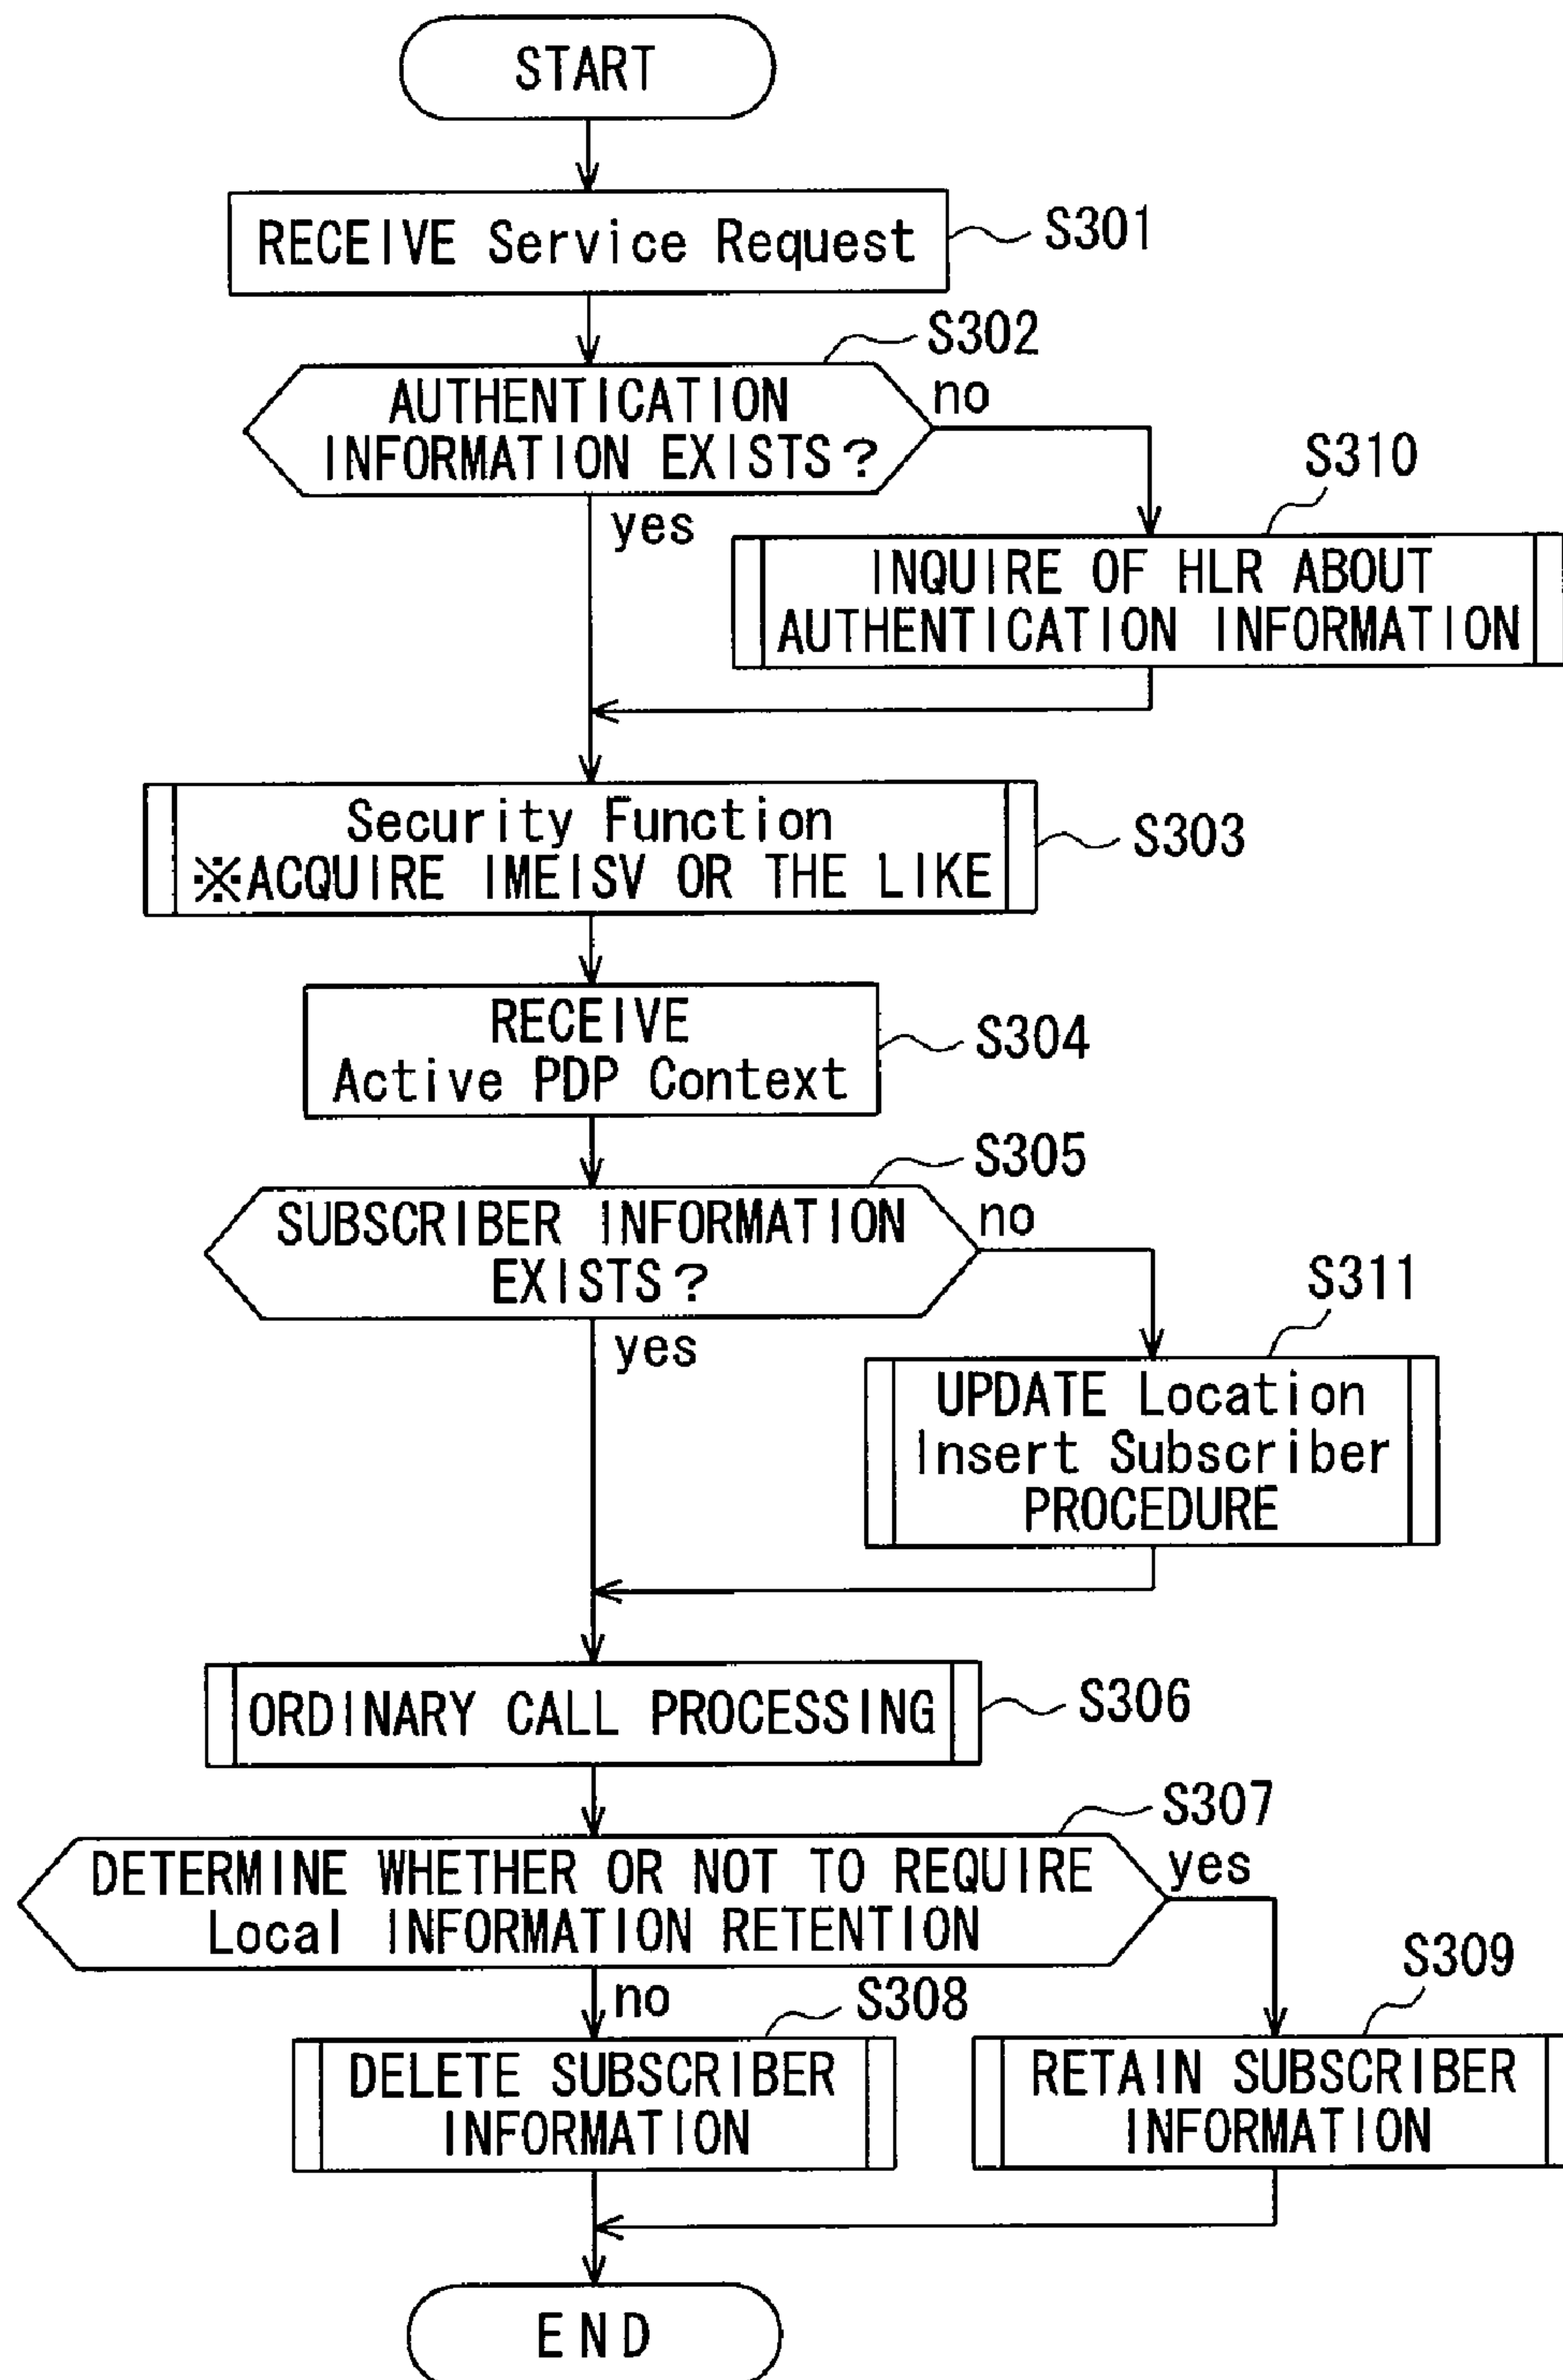 START
RECEIVE Service Request
S301
S302
AUTHENTICATION
INFORMATION EXISTS?
no
yes
S310
INQUIRE OF HLR ABOUT
AUTHENTICATION INFORMATION
Security Function
※ACQUIRE IMEISV OR THE LIKE
S303
RECEIVE
Active PDP Context
S304
S305
SUBSCRIBER INFORMATION
EXISTS?
no
yes
S311
UPDATE Location
Insert Subscriber
PROCEDURE
ORDINARY CALL PROCESSING
S306
S307
DETERMINE WHETHER OR NOT TO REQUIRE
Local INFORMATION RETENTION
yes
no
S308
DELETE SUBSCRIBER
INFORMATION
S309
RETAIN SUBSCRIBER
INFORMATION
END